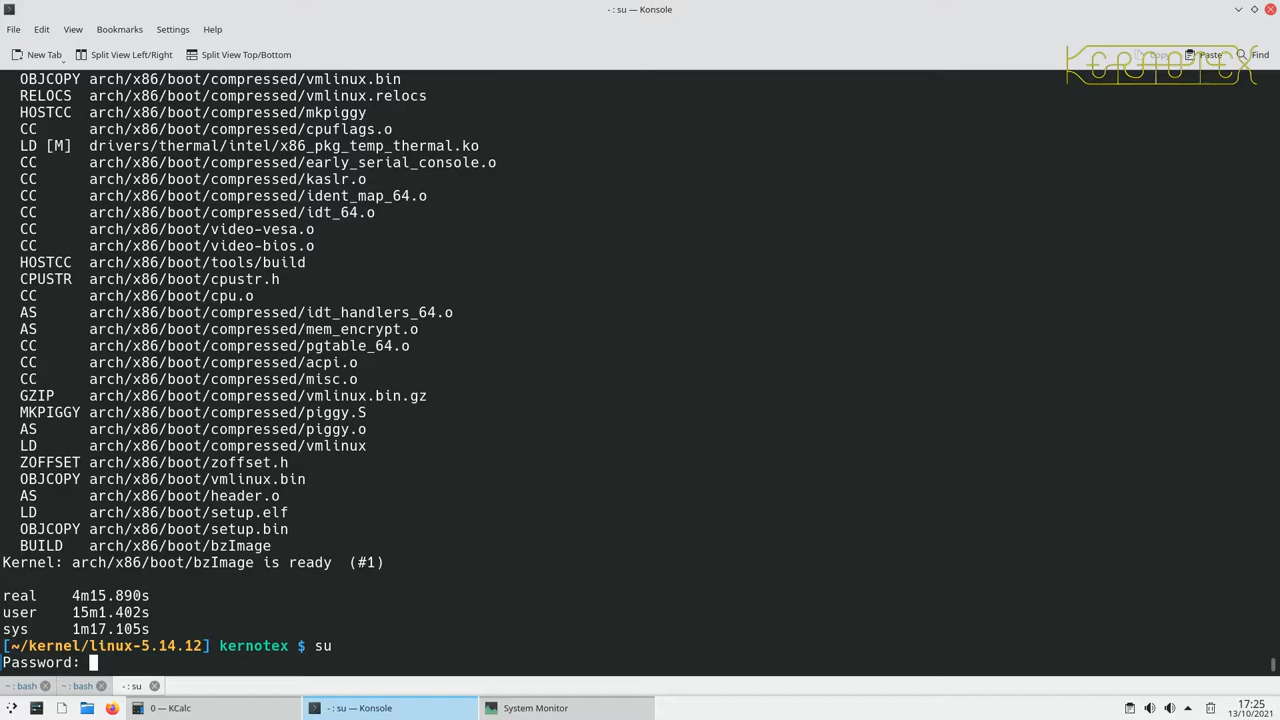 - : su — Konsole
File Edit View Bookmarks Settings Help
New Tab Split View Left/Right Split View Top/Bottom Copy Paste Find
KERNOTEX
OBJCOPY arch/x86/boot/compressed/vmlinux.bin
RELOCS arch/x86/boot/compressed/vmlinux.relocs
HOSTCC arch/x86/boot/compressed/mkpiggy
CC arch/x86/boot/compressed/cpuflags.o
LD [M] drivers/thermal/intel/x86_pkg_temp_thermal.ko
CC arch/x86/boot/compressed/early_serial_console.o
CC arch/x86/boot/compressed/kaslr.o
CC arch/x86/boot/compressed/ident_map_64.o
CC arch/x86/boot/compressed/idt_64.o
CC arch/x86/boot/video-vesa.o
CC arch/x86/boot/video-bios.o
HOSTCC arch/x86/boot/tools/build
CPUSTR arch/x86/boot/cpustr.h
CC arch/x86/boot/cpu.o
AS arch/x86/boot/compressed/idt_handlers_64.o
AS arch/x86/boot/compressed/mem_encrypt.o
CC arch/x86/boot/compressed/pgtable_64.o
CC arch/x86/boot/compressed/acpi.o
CC arch/x86/boot/compressed/misc.o
GZIP arch/x86/boot/compressed/vmlinux.bin.gz
MKPIGGY arch/x86/boot/compressed/piggy.S
AS arch/x86/boot/compressed/piggy.o
LD arch/x86/boot/compressed/vmlinux
ZOFFSET arch/x86/boot/zoffset.h
OBJCOPY arch/x86/boot/vmlinux.bin
AS arch/x86/boot/header.o
LD arch/x86/boot/setup.elf
OBJCOPY arch/x86/boot/setup.bin
BUILD arch/x86/boot/bzImage
Kernel: arch/x86/boot/bzImage is ready (#1)
real 4m15.890s
user 15m1.402s
sys 1m17.105s
[~/kernel/linux-5.14.12] kernotex $ su
Password:
~ : bash ~ : bash - : su
0 — KCalc - : su — Konsole System Monitor 17:25
13/10/2021